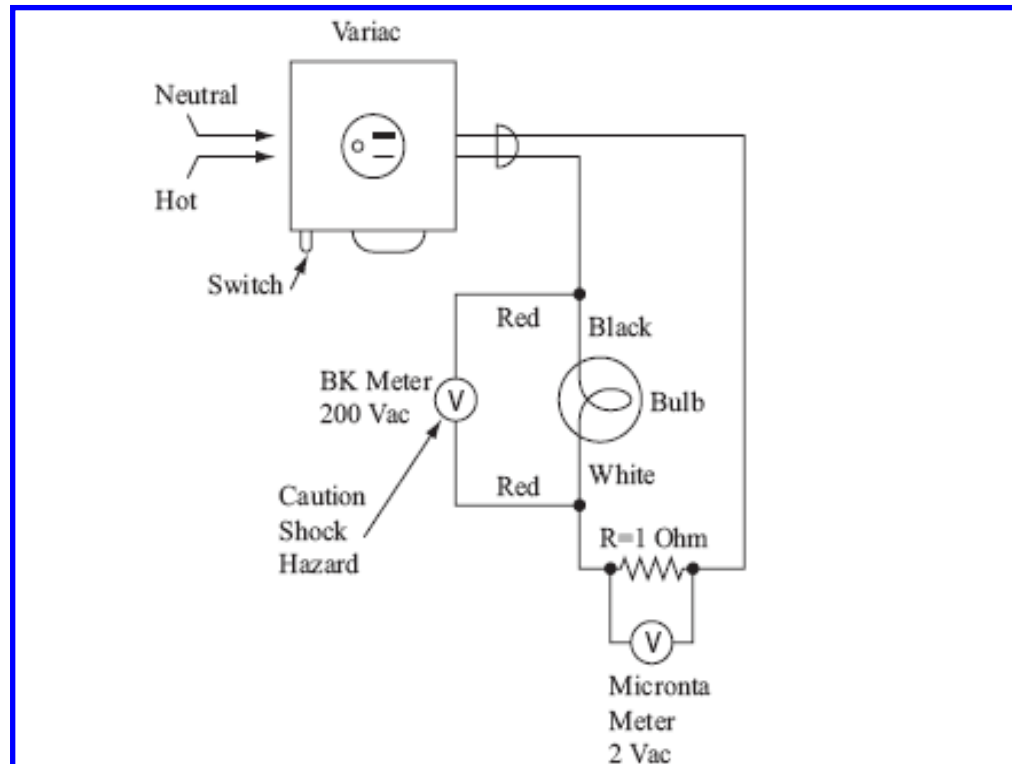 Variac
Neutral
Hot
Switch
Red
Black
BK Meter
200 Vac
V
Bulb
Red
White
Caution
Shock
Hazard
R=1 Ohm
V
Micronta
Meter
2 Vac